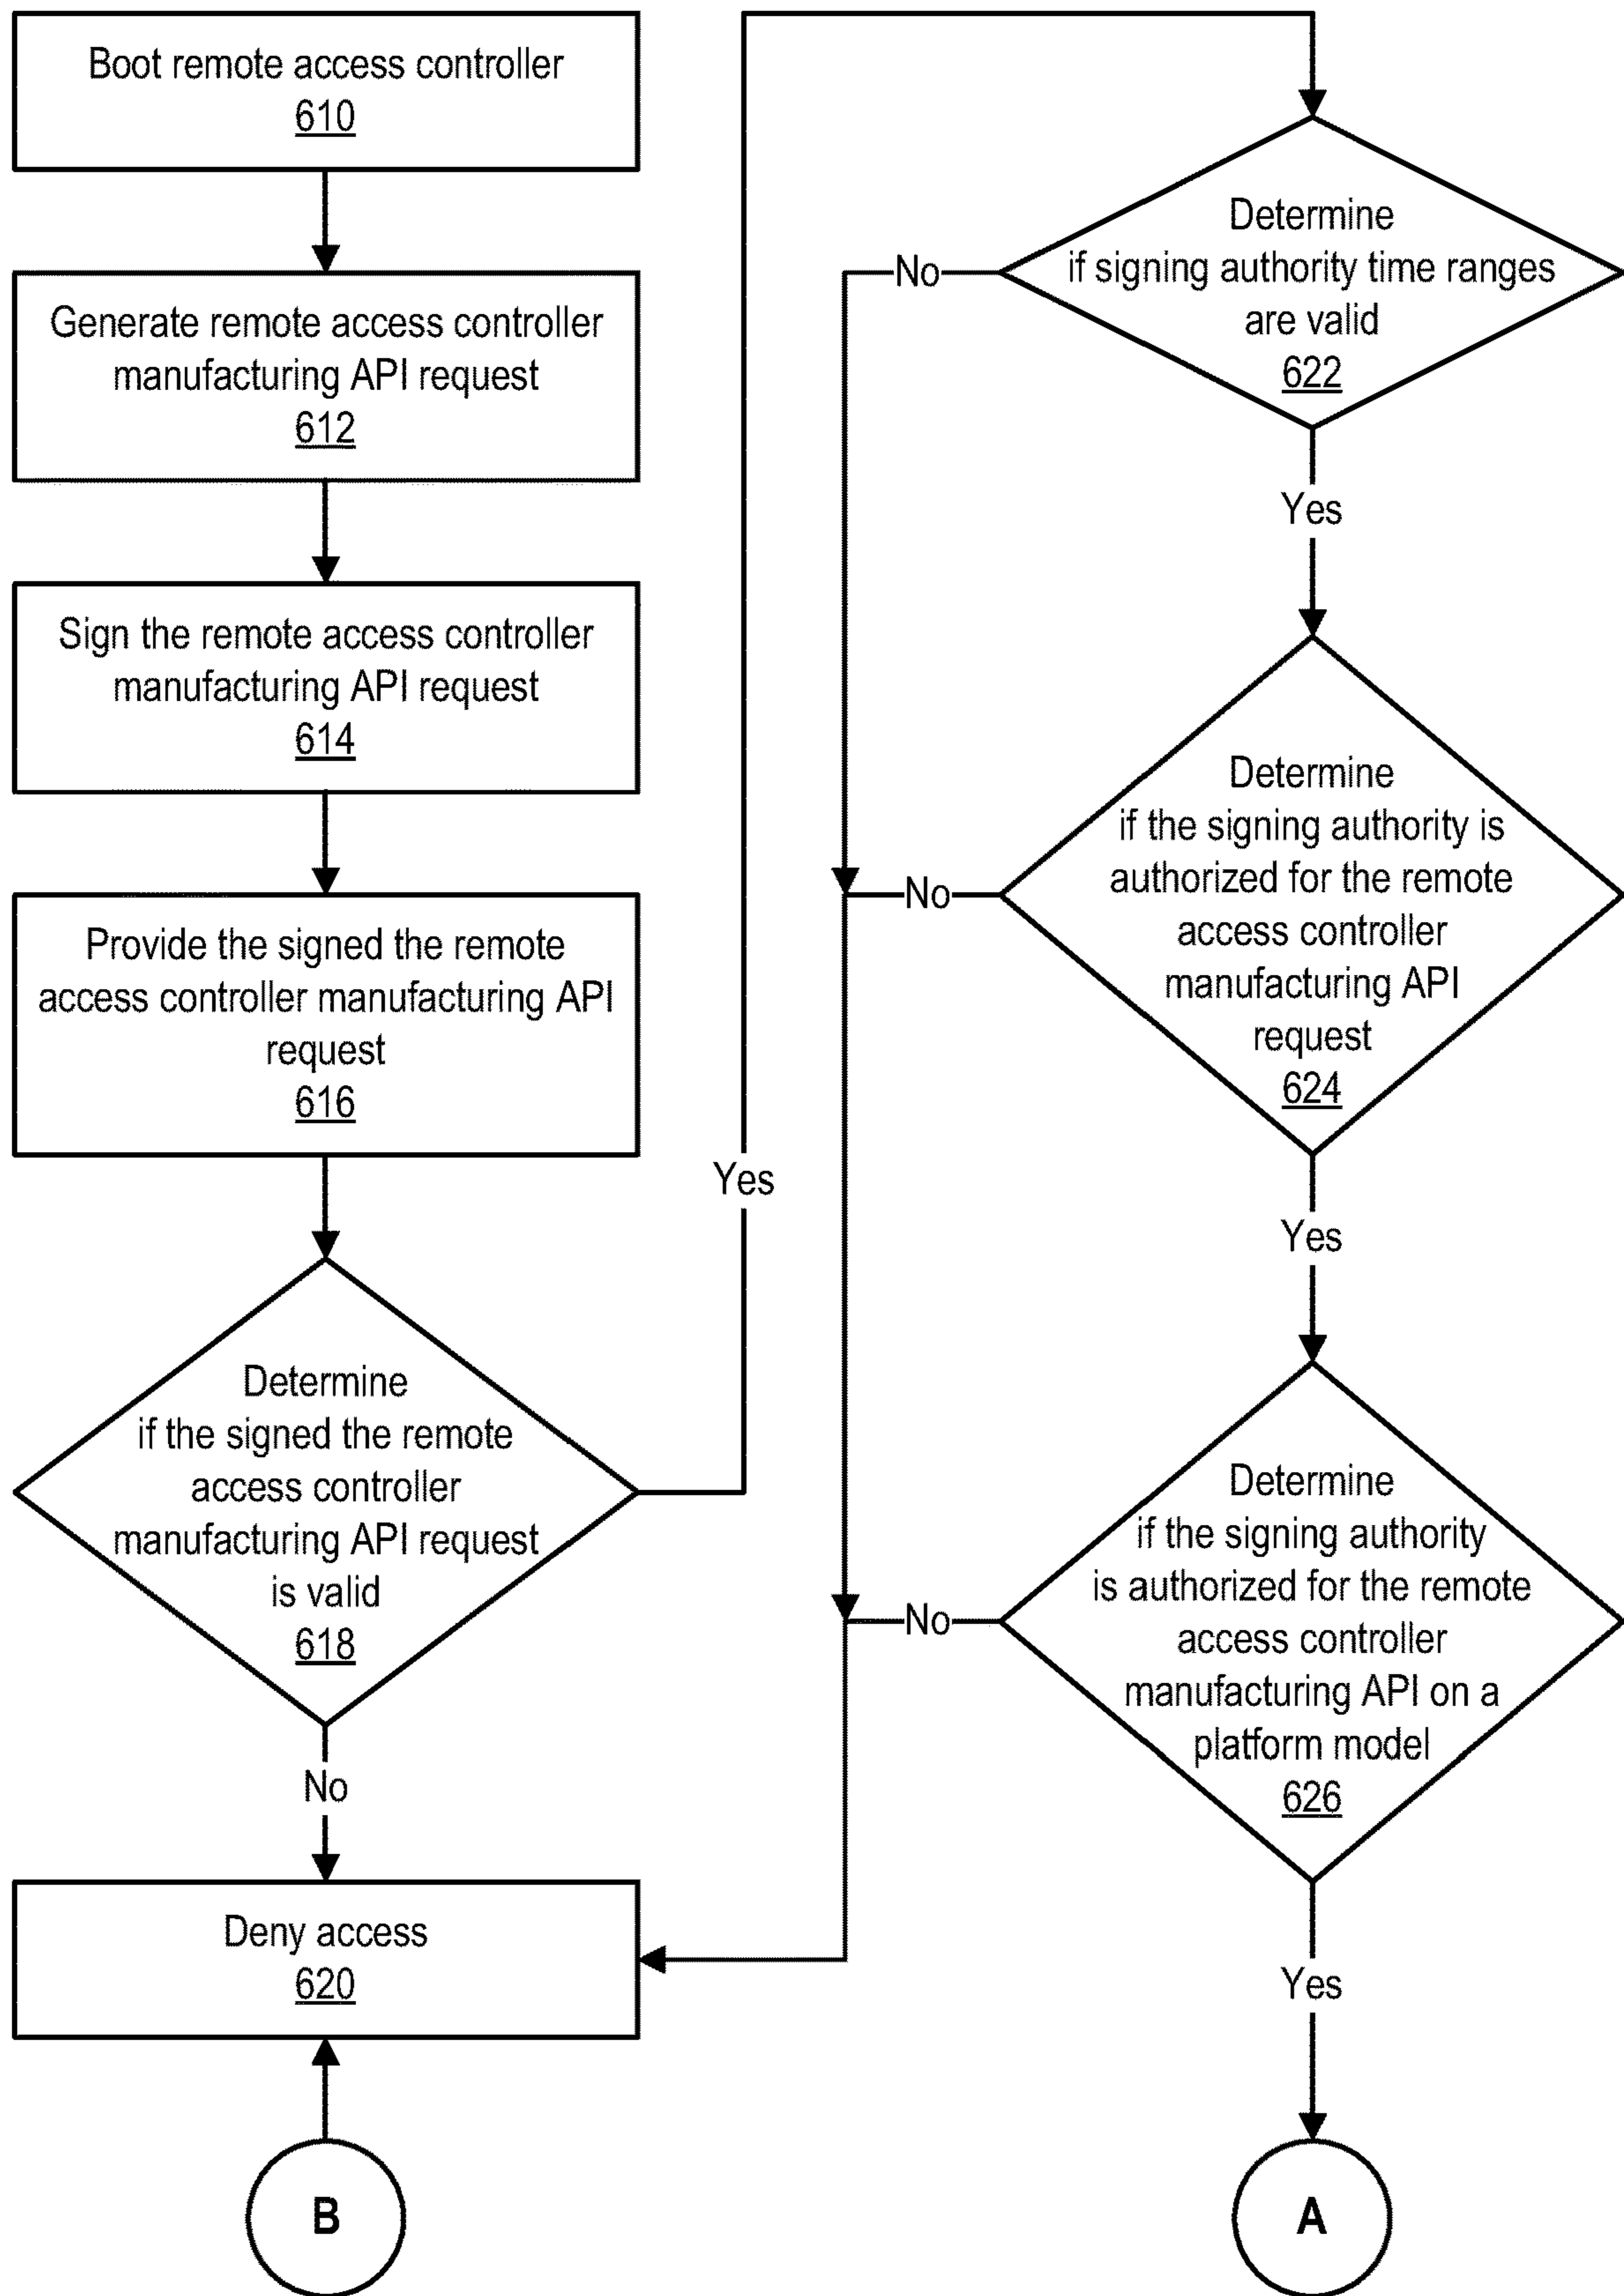 Boot remote access controller
610
Generate remote access controller
manufacturing API request
612
Sign the remote access controller
manufacturing API request
614
Provide the signed the remote
access controller manufacturing API
request
616
Determine
if the signed the remote
access controller
manufacturing API request
is valid
618
Yes
No
Deny access
620
B
Determine
if signing authority time ranges
are valid
622
No
Yes
Determine
if the signing authority is
authorized for the remote
access controller
manufacturing API
request
624
No
Yes
Determine
if the signing authority
is authorized for the remote
access controller
manufacturing API on a
platform model
626
No
Yes
A